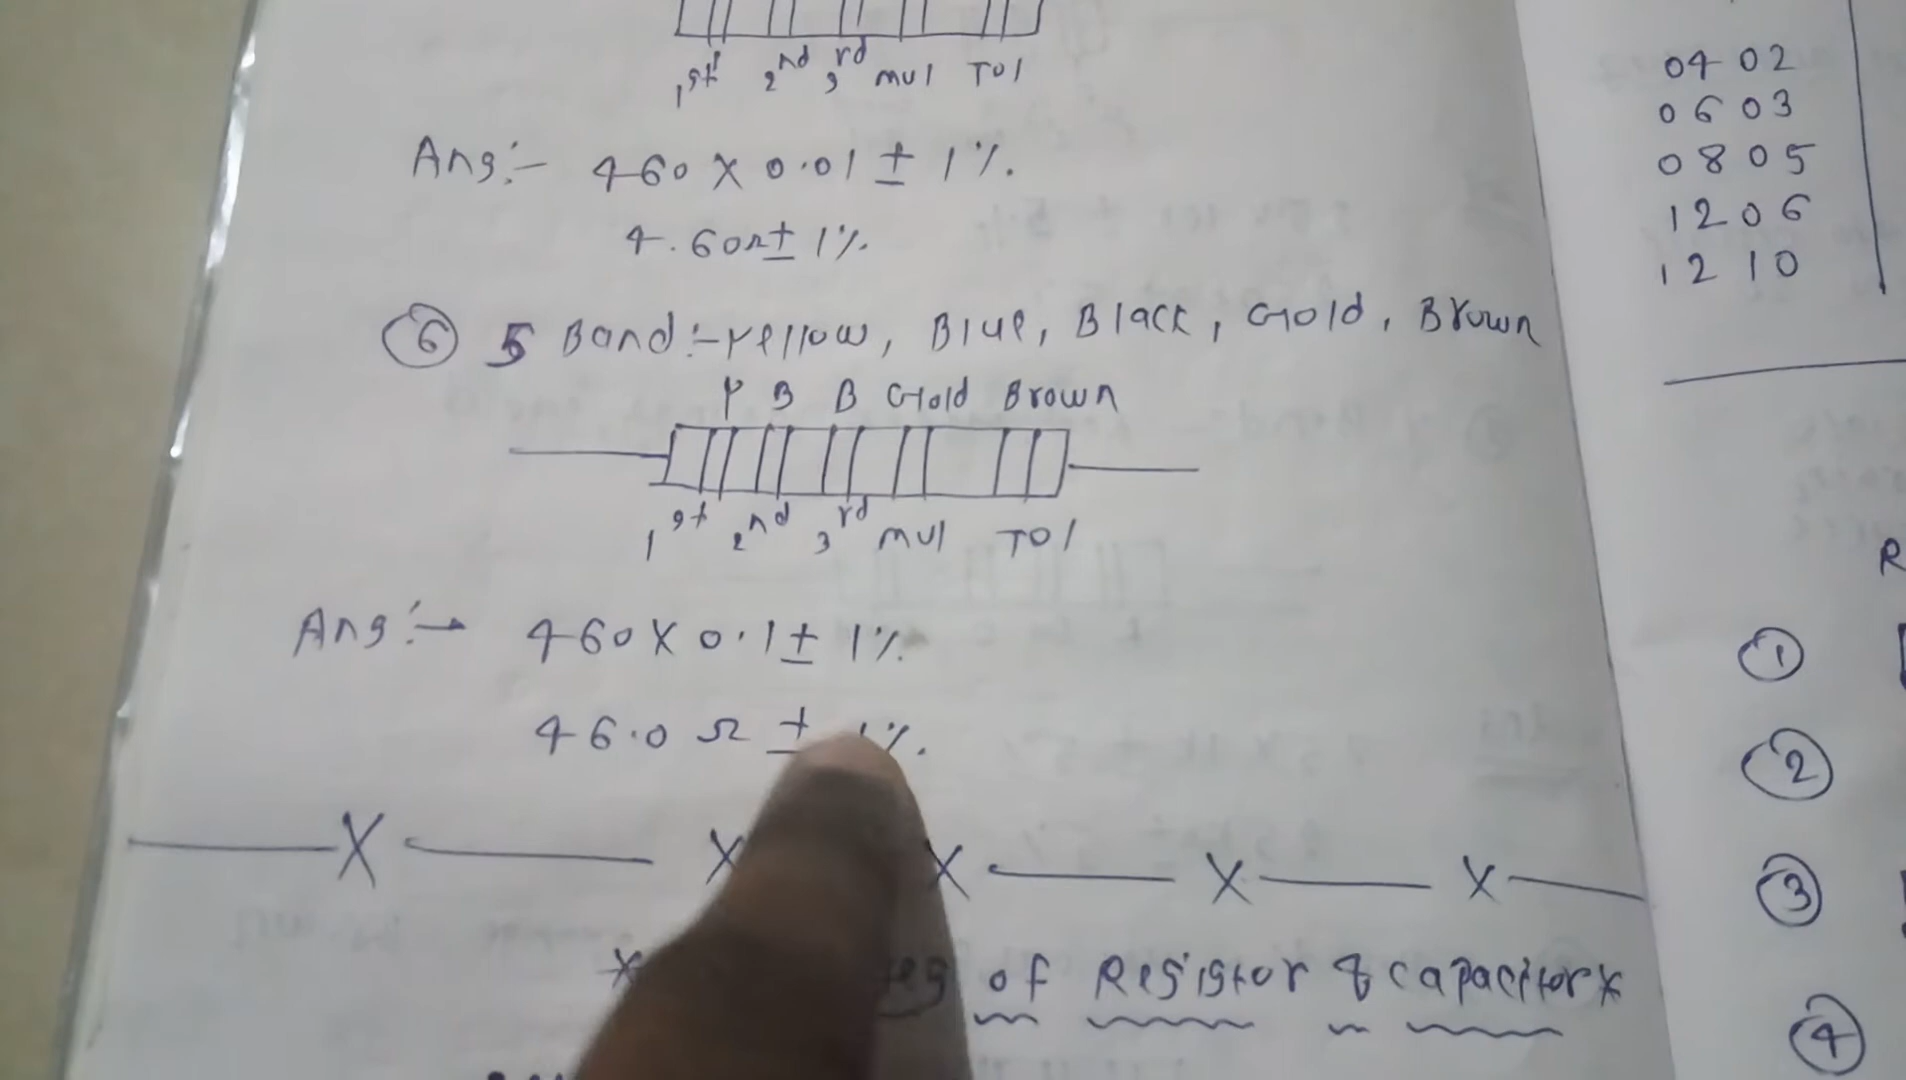 1st 2nd 3rd mul Tol
Ans:- 460 X 0.01 ± 1%.
4.60Ω ± 1%.
6 5 Band:- Yellow, Blue, Black, Gold, Brown
Y B B Gold Brown
1st 2nd 3rd mul Tol
Ans:→ 460 X 0.1 ± 1%.
46.0 Ω ± 1%.
X X X X X
of Resistor & capacitor
0402
0603
0805
1206
1210
R
1
2
3
4